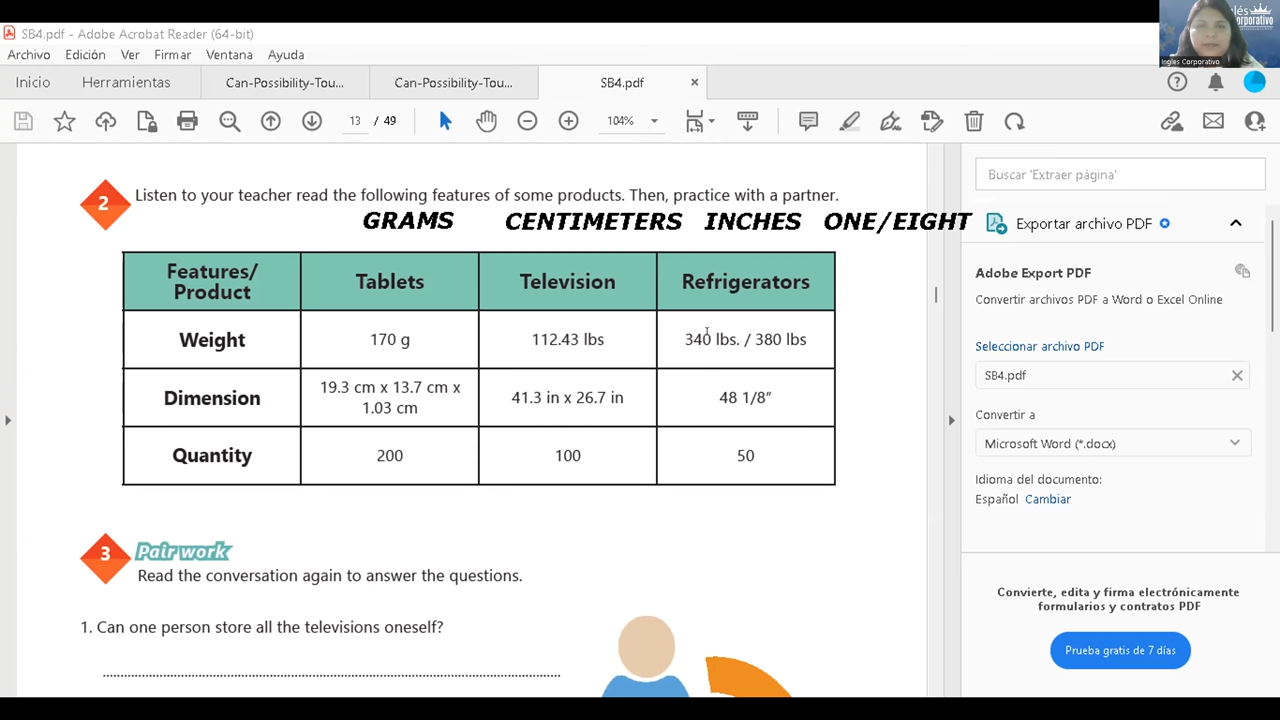 SB4.pdf - Adobe Acrobat Reader (64-bit)
Archivo Edición Ver Firmar Ventana Ayuda
Inicio Herramientas Can-Possibility-Tou... Can-Possibility-Tou... SB4.pdf ×
13 / 49 104%
Inglés Corporativo
2 Listen to your teacher read the following features of some products. Then, practice with a partner.
GRAMS CENTIMETERS INCHES ONE/EIGHT
Features/
Product Tablets Television Refrigerators
Weight 170 g 112.43 lbs 340 lbs. / 380 lbs
Dimension 19.3 cm x 13.7 cm x
1.03 cm 41.3 in x 26.7 in 48 1/8”
Quantity 200 100 50
3 Pair work
Read the conversation again to answer the questions.
1. Can one person store all the televisions oneself?
Buscar 'Extraer página'
Exportar archivo PDF
Adobe Export PDF
Convertir archivos PDF a Word o Excel Online
Seleccionar archivo PDF
SB4.pdf
Convertir a
Microsoft Word (*.docx)
Idioma del documento:
Español Cambiar
Convierte, edita y firma electrónicamente
formularios y contratos PDF
Prueba gratis de 7 días